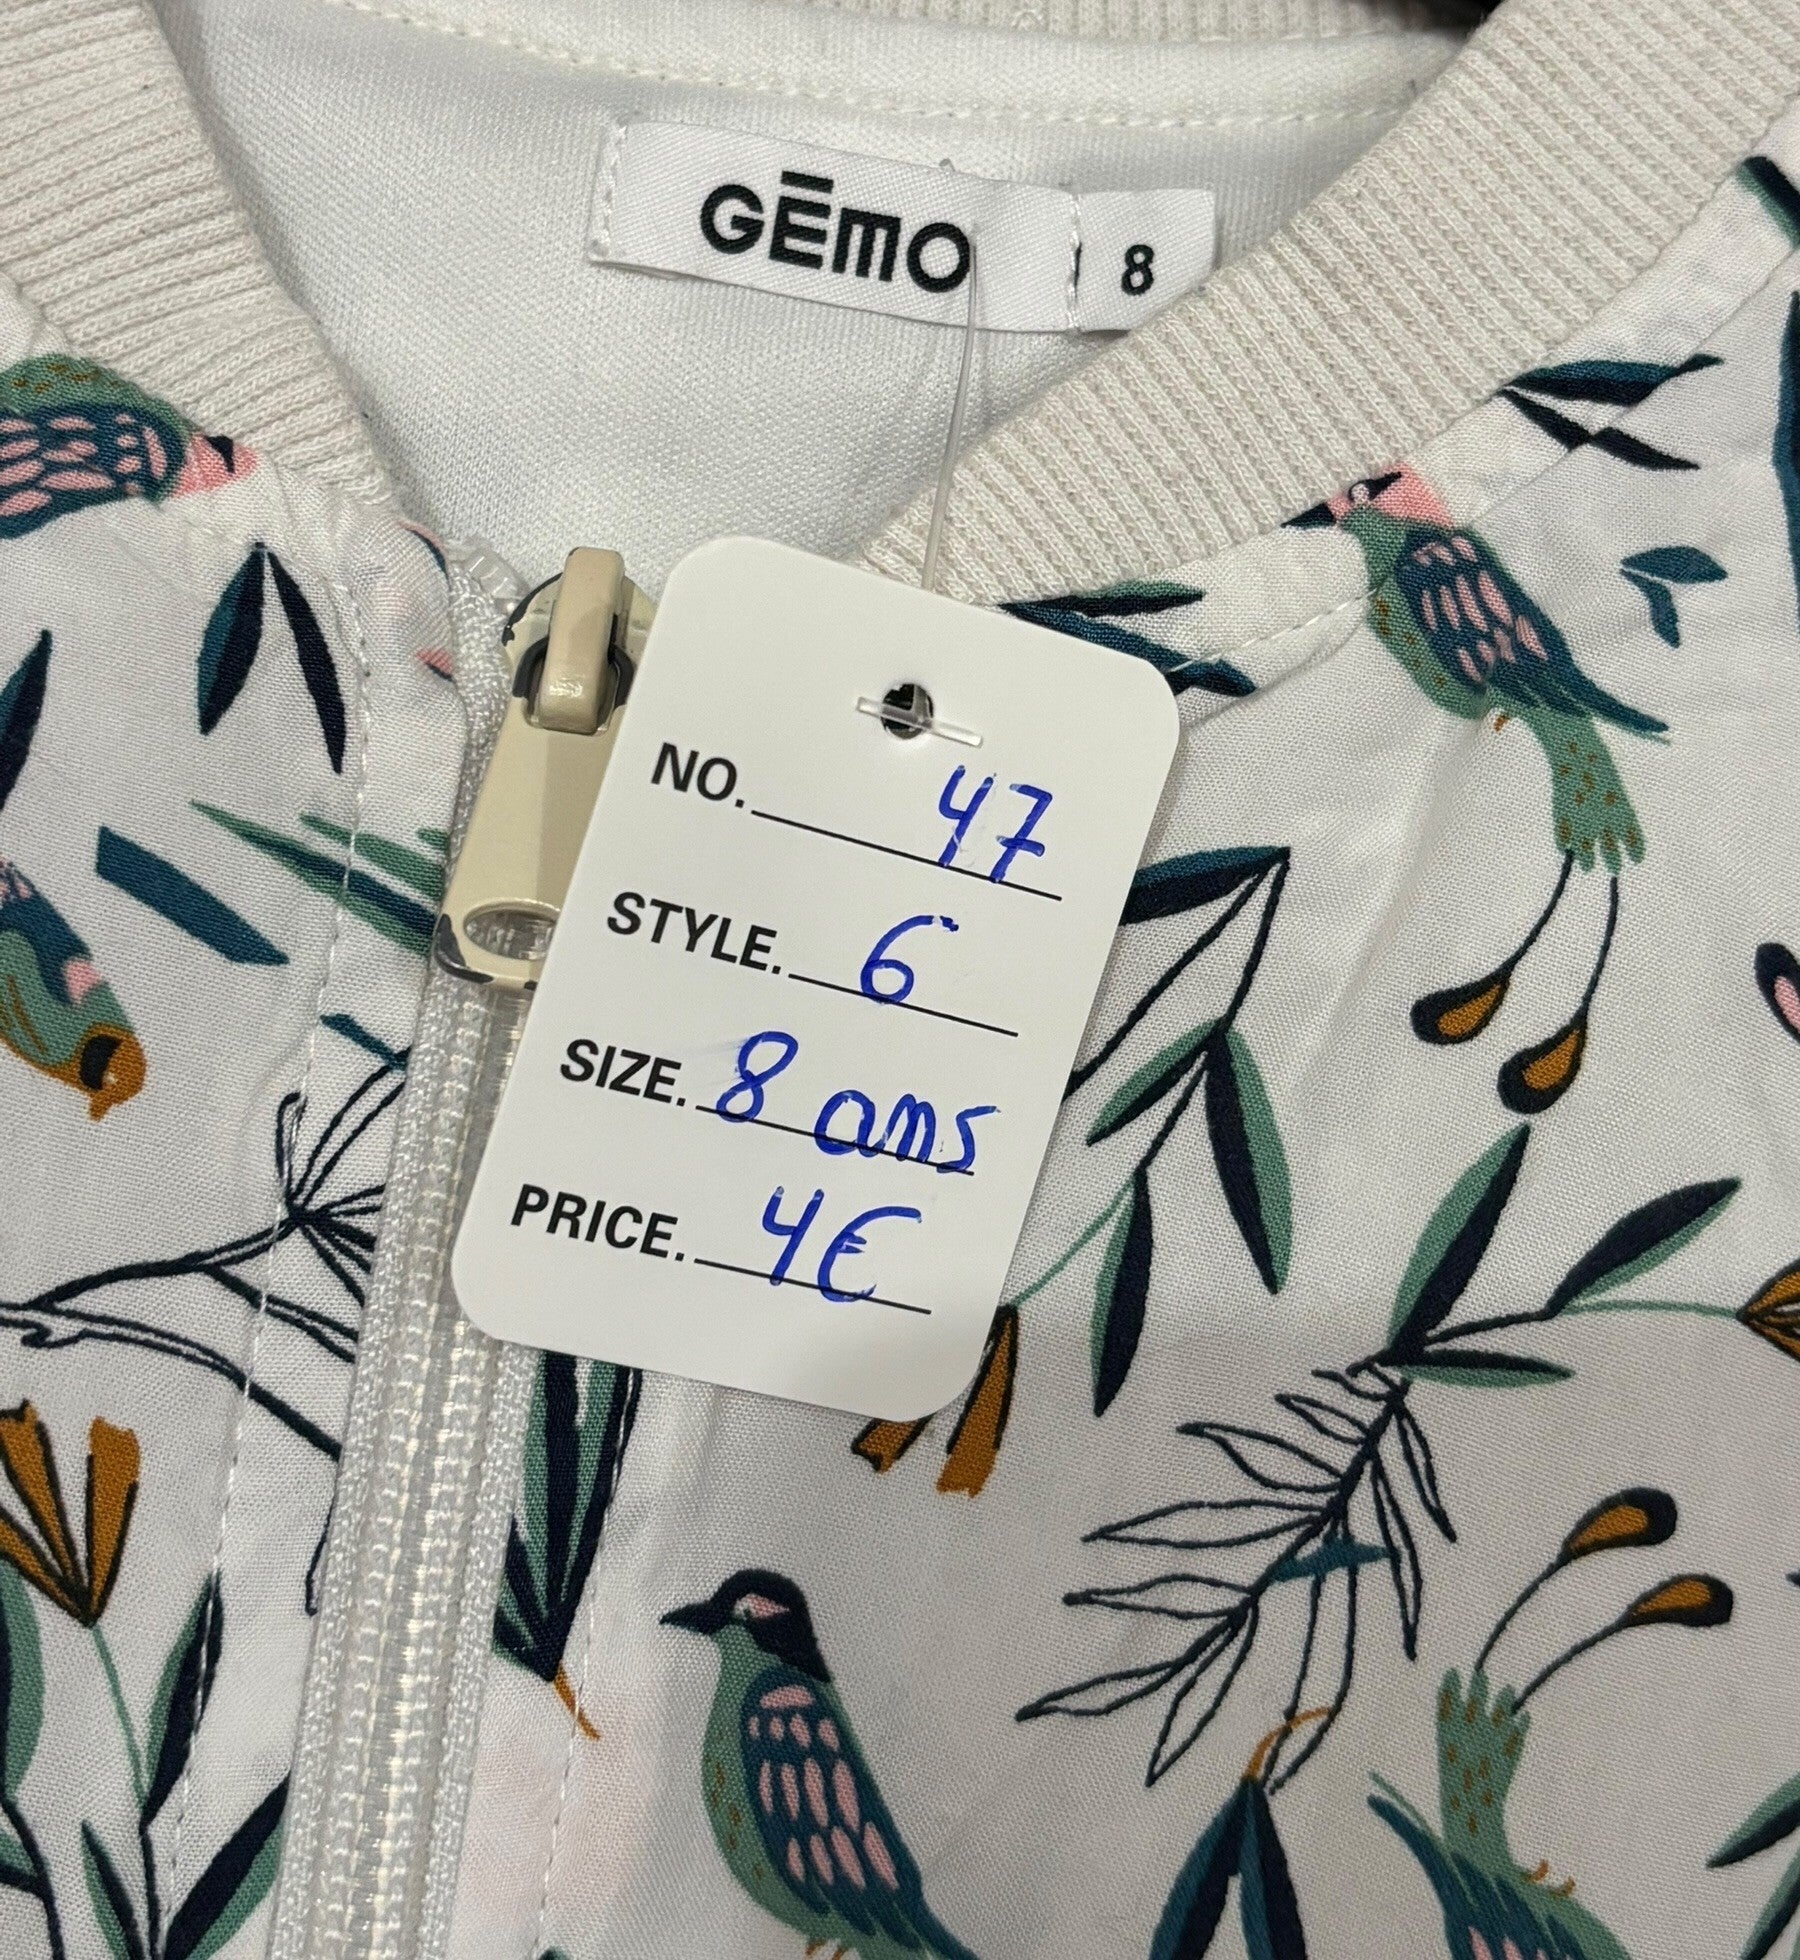 GĒMO 8
NO. 47
STYLE. 6
SIZE. 8 ans
PRICE. 4€